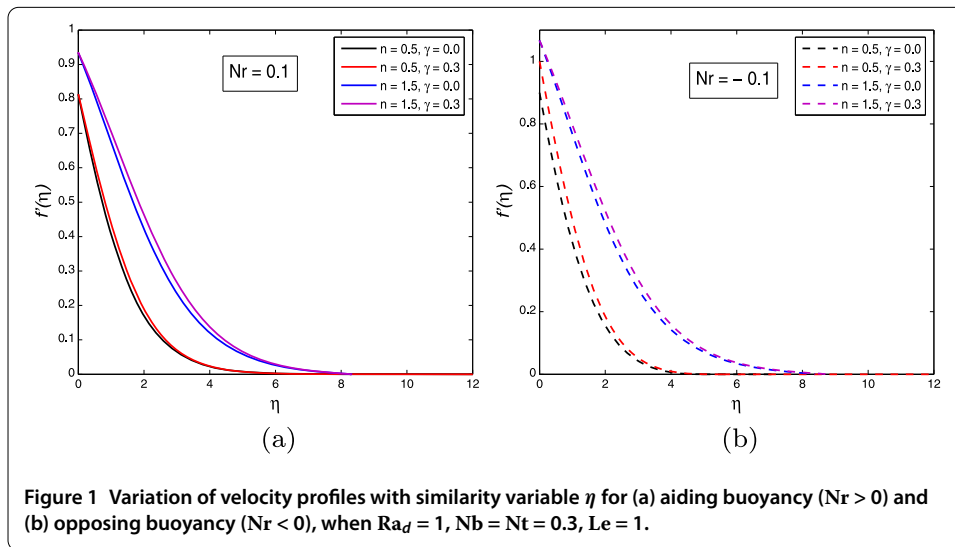 1
0.9
0.8
0.7
0.6
0.5
0.4
0.3
0.2
0.1
0
f'(η)
Nr = 0.1
n = 0.5, γ = 0.0
n = 0.5, γ = 0.3
n = 1.5, γ = 0.0
n = 1.5, γ = 0.3
0 2 4 6 8 10 12
η
(a)
1
0.8
0.6
0.4
0.2
0
f'(η)
Nr = − 0.1
n = 0.5, γ = 0.0
n = 0.5, γ = 0.3
n = 1.5, γ = 0.0
n = 1.5, γ = 0.3
0 2 4 6 8 10 12
η
(b)
Figure 1 Variation of velocity profiles with similarity variable η for (a) aiding buoyancy (Nr > 0) and
(b) opposing buoyancy (Nr < 0), when Ra_d = 1, Nb = Nt = 0.3, Le = 1.